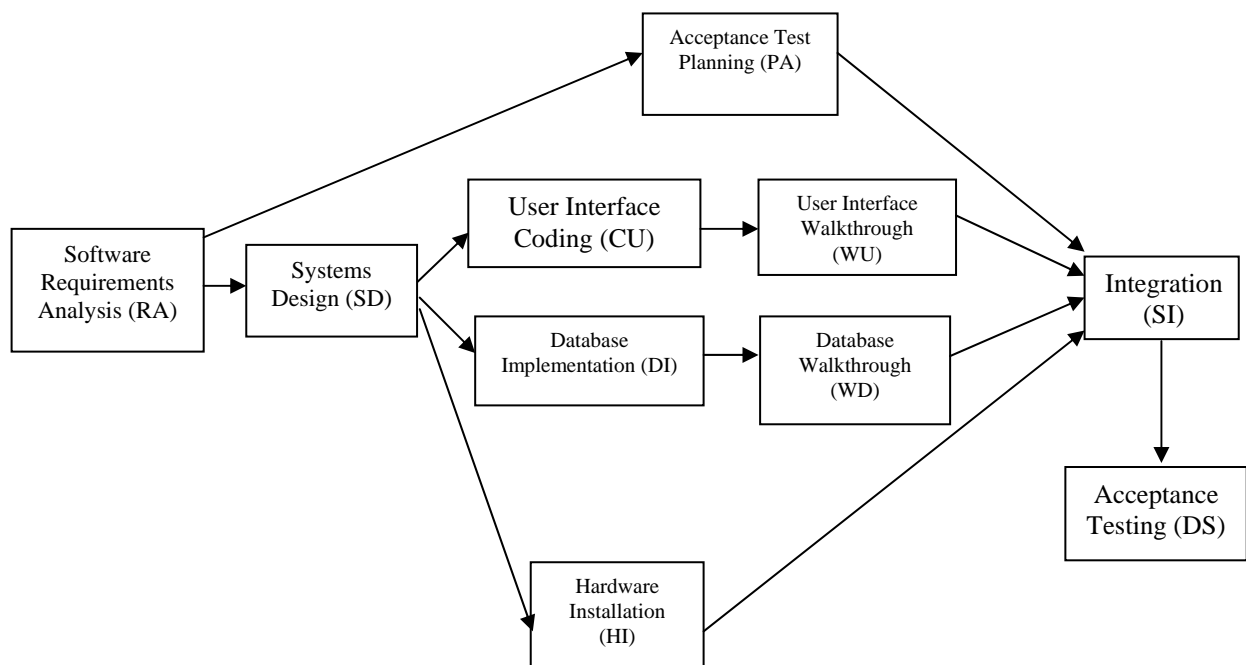 Acceptance Test
Planning (PA)
User Interface
Coding (CU)
User Interface
Walkthrough
(WU)
Software
Requirements
Analysis (RA)
Systems
Design (SD)
Integration
(SI)
Database
Implementation (DI)
Database
Walkthrough
(WD)
Acceptance
Testing (DS)
Hardware
Installation
(HI)